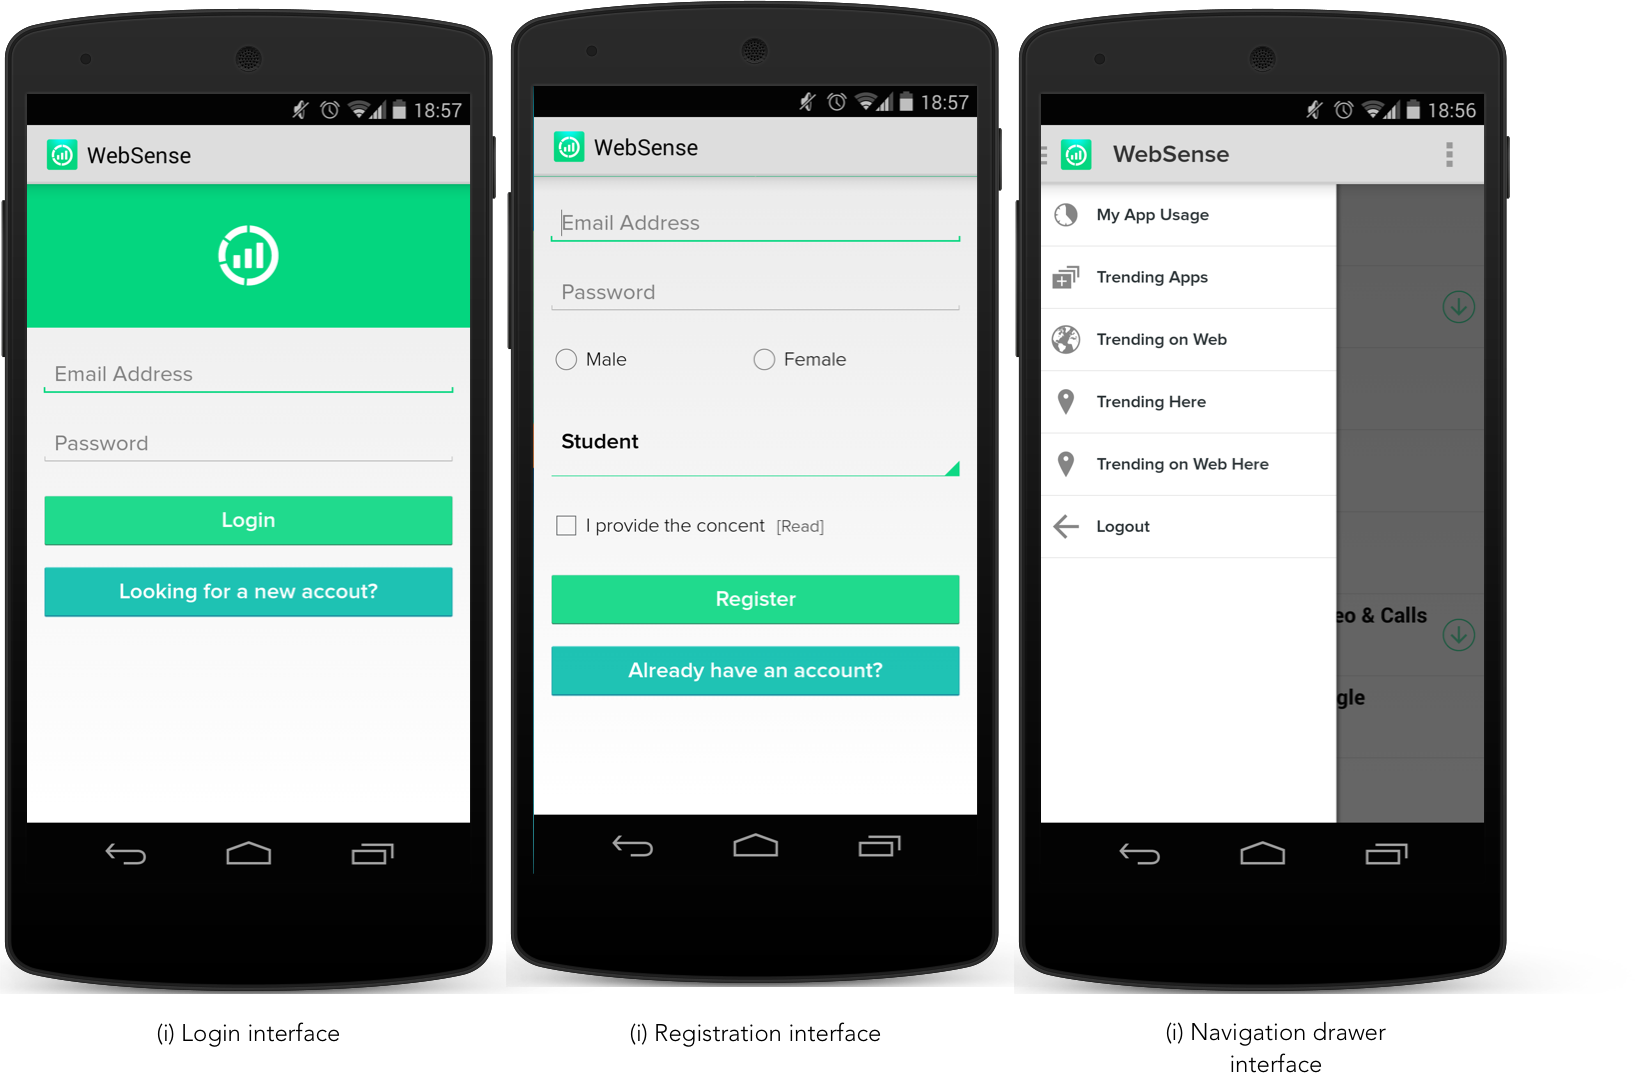 18:57
WebSense
Email Address
Password
Login
Looking for a new accout?
(i) Login interface
18:57
WebSense
Email Address
Password
Male Female
Student
I provide the concent [Read]
Register
Already have an account?
(i) Registration interface
18:56
WebSense
My App Usage
Trending Apps
Trending on Web
Trending Here
Trending on Web Here
Logout
eo & Calls
gle
(i) Navigation drawer
interface